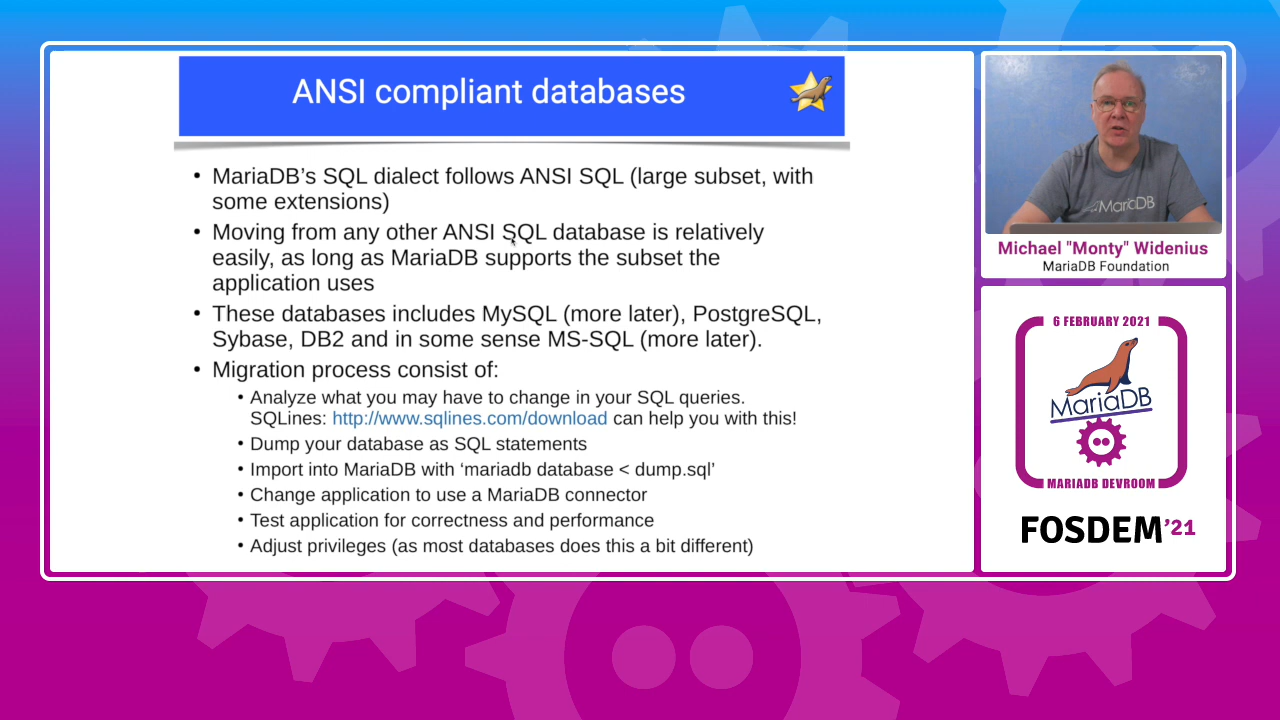 ANSI compliant databases
• MariaDB’s SQL dialect follows ANSI SQL (large subset, with
some extensions)
• Moving from any other ANSI SQL database is relatively
easily, as long as MariaDB supports the subset the
application uses
• These databases includes MySQL (more later), PostgreSQL,
Sybase, DB2 and in some sense MS-SQL (more later).
• Migration process consist of:
• Analyze what you may have to change in your SQL queries.
SQLines: http://www.sqlines.com/download can help you with this!
• Dump your database as SQL statements
• Import into MariaDB with ‘mariadb database < dump.sql’
• Change application to use a MariaDB connector
• Test application for correctness and performance
• Adjust privileges (as most databases does this a bit different)
MariaDB
Michael "Monty" Widenius
MariaDB Foundation
6 FEBRUARY 2021
MariaDB
MARIADB DEVROOM
FOSDEM’21